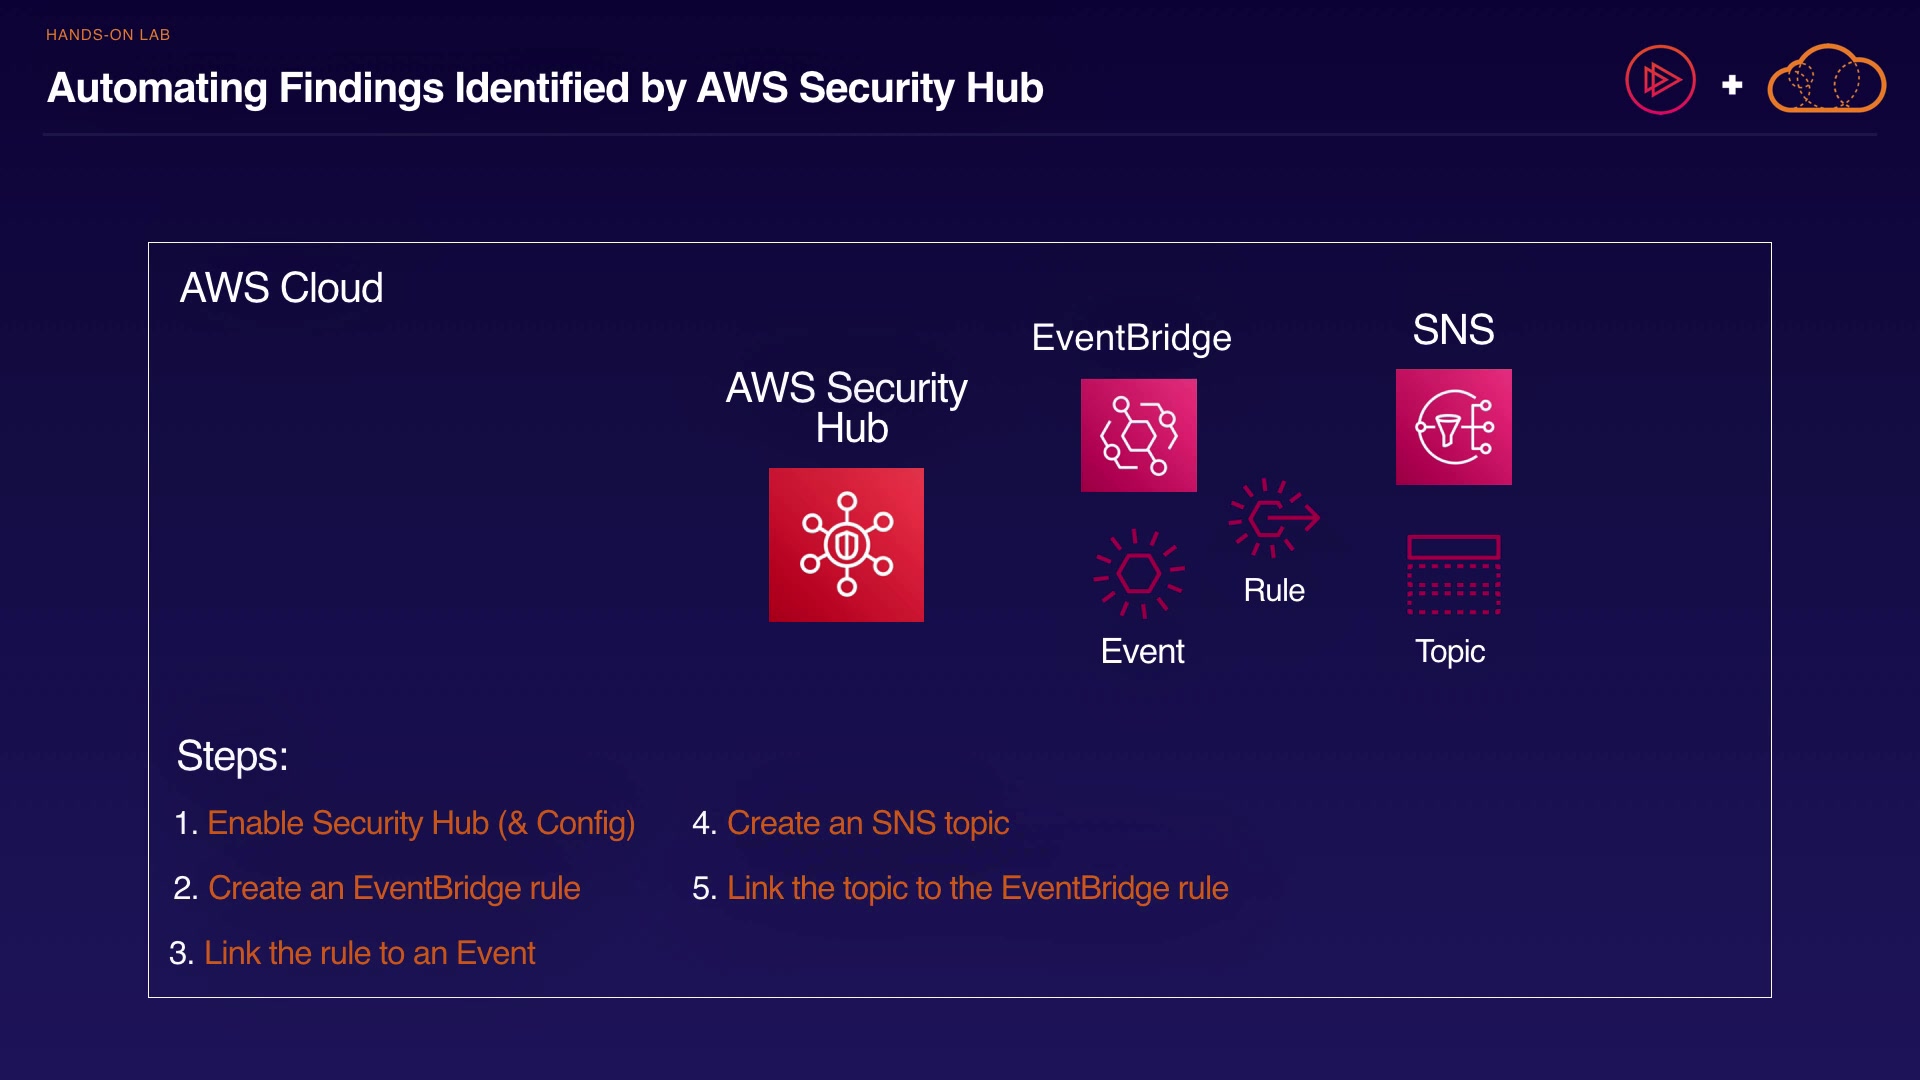 HANDS-ON LAB
Automating Findings Identified by AWS Security Hub
AWS Cloud
AWS Security
Hub
EventBridge
SNS
Rule
Event
Topic
Steps:
1. Enable Security Hub (& Config)
2. Create an EventBridge rule
3. Link the rule to an Event
4. Create an SNS topic
5. Link the topic to the EventBridge rule